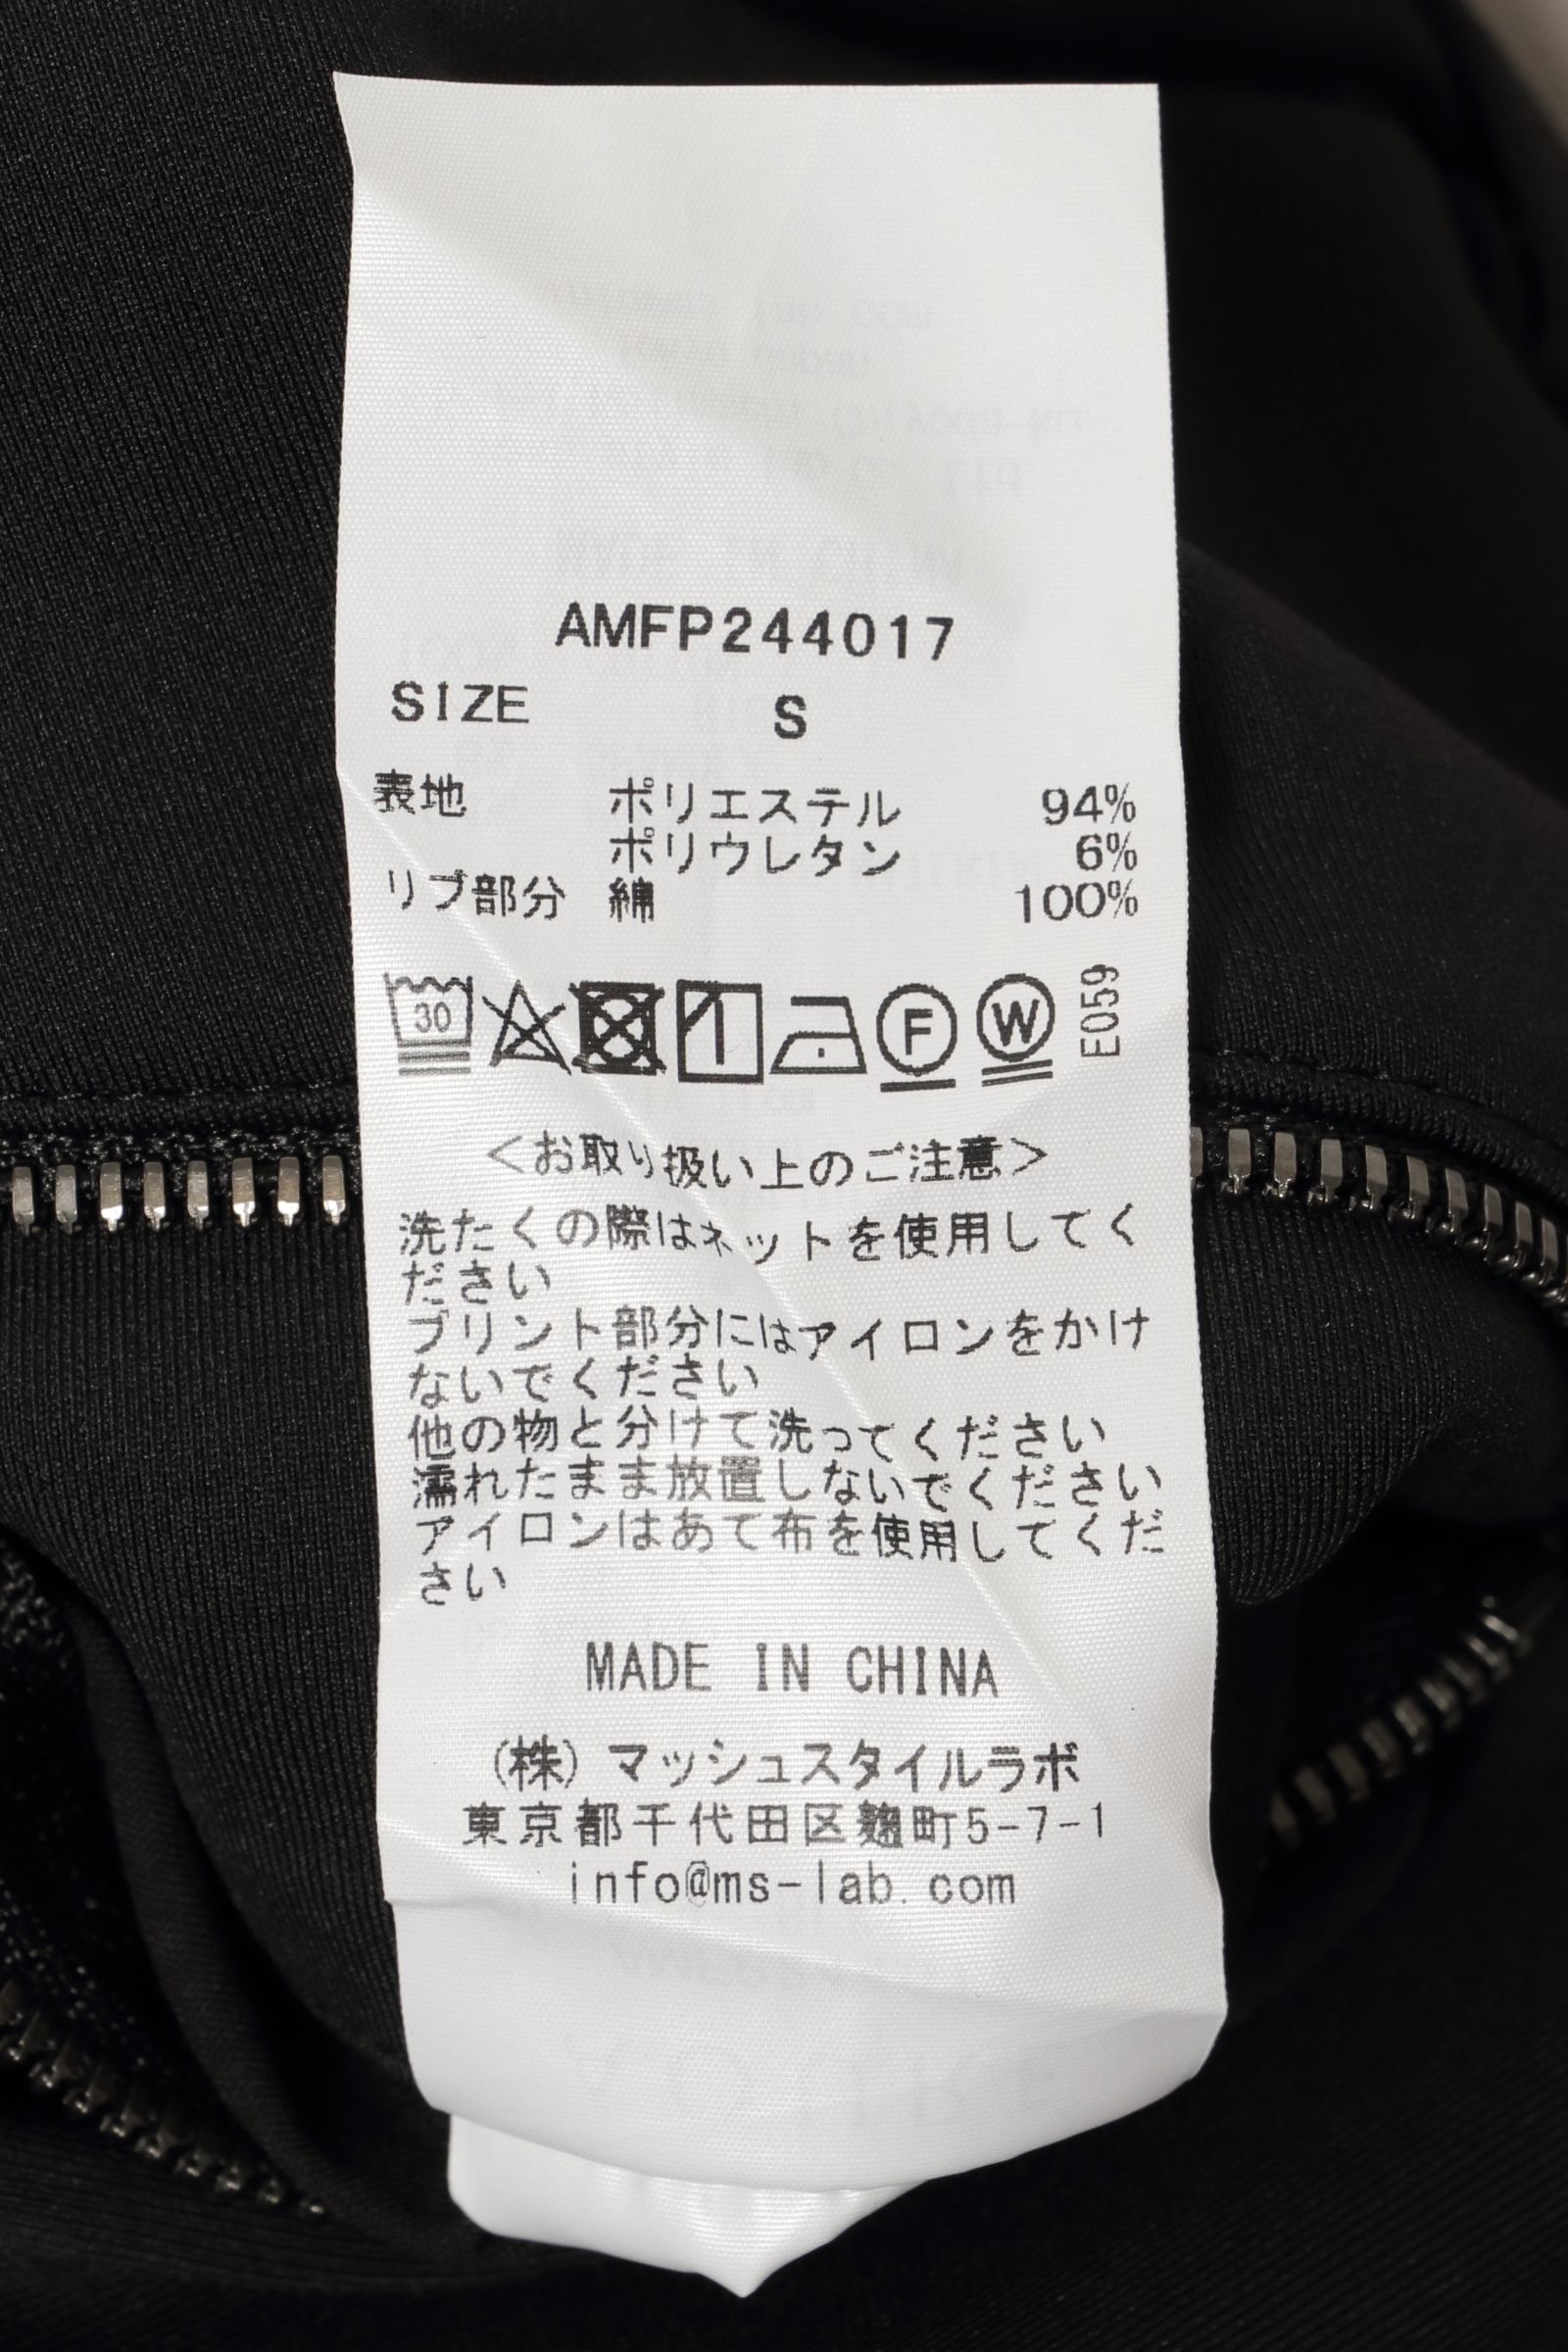 AMFP244017
SIZE S
表地 ポリエステル 94%
ポリウレタン 6%
リブ部分 綿 100%
30 F W E059
<お取り扱い上のご注意>
洗たくの際はネットを使用してく
ださい
プリント部分にはアイロンをかけ
ないでください
他の物と分けて洗ってください
濡れたまま放置しないでください
アイロンはあて布を使用してくだ
さい
MADE IN CHINA
(株)マッシュスタイルラボ
東京都千代田区麹町5-7-1
info@ms-lab.com